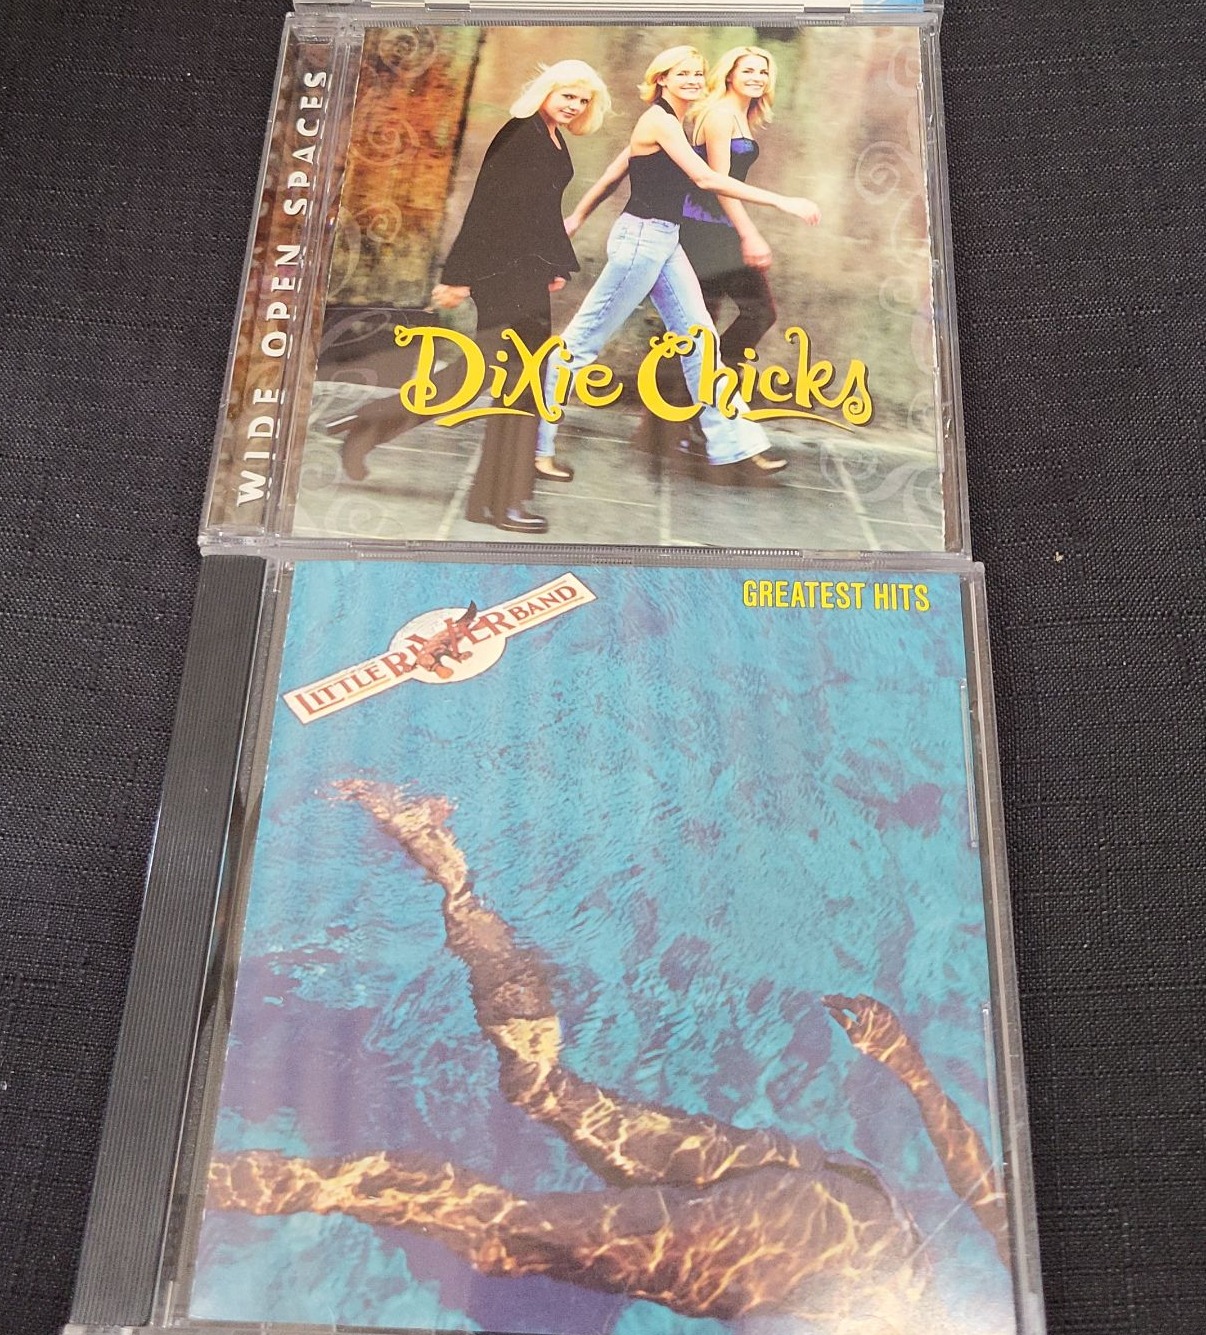 WIDE OPEN SPACES
Dixie Chicks
LITTLE RIVER BAND
GREATEST HITS